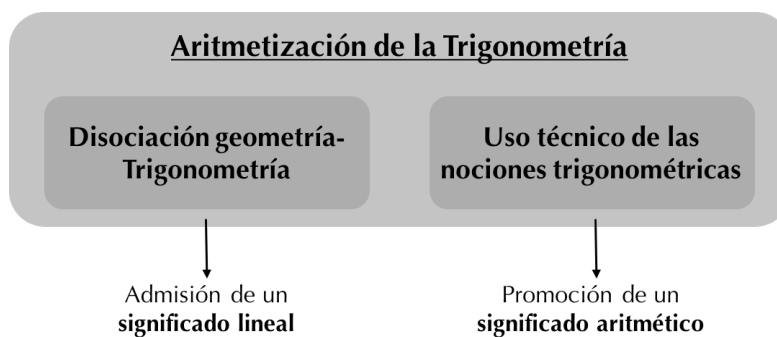 Aritmetización de la Trigonometría
Disociación geometría-
Trigonometría
Uso técnico de las
nociones trigonométricas
Admisión de un
significado lineal
Promoción de un
significado aritmético